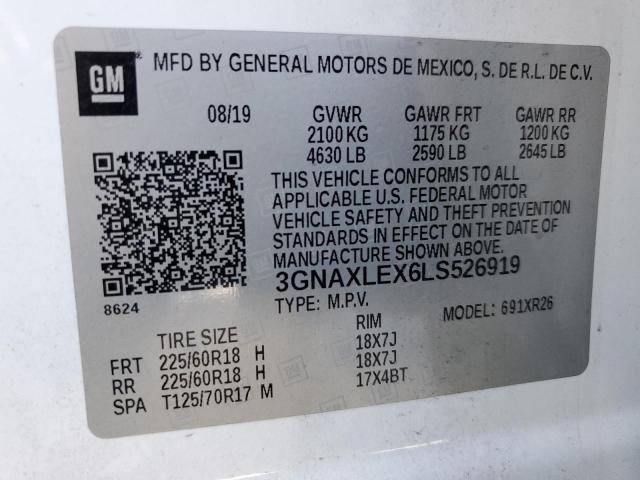 GM MFD BY GENERAL MOTORS DE MEXICO, S. DE R.L. DE C.V.
08/19 GVWR GAWR FRT GAWR RR
2100 KG 1175 KG 1200 KG
4630 LB 2590 LB 2645 LB
THIS VEHICLE CONFORMS TO ALL
APPLICABLE U.S. FEDERAL MOTOR
VEHICLE SAFETY AND THEFT PREVENTION
STANDARDS IN EFFECT ON THE DATE OF
MANUFACTURE SHOWN ABOVE.
3GNAXLEX6LS526919
8624
TYPE: M.P.V. MODEL: 691XR26
TIRE SIZE RIM
FRT 225/60R18 H 18X7J
RR 225/60R18 H 18X7J
SPA T125/70R17 M 17X4BT